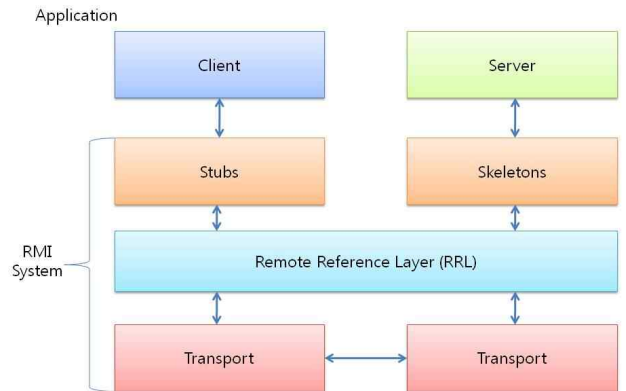 Application
Client
Server
Stubs
Skeletons
RMI
System
Remote Reference Layer (RRL)
Transport
Transport